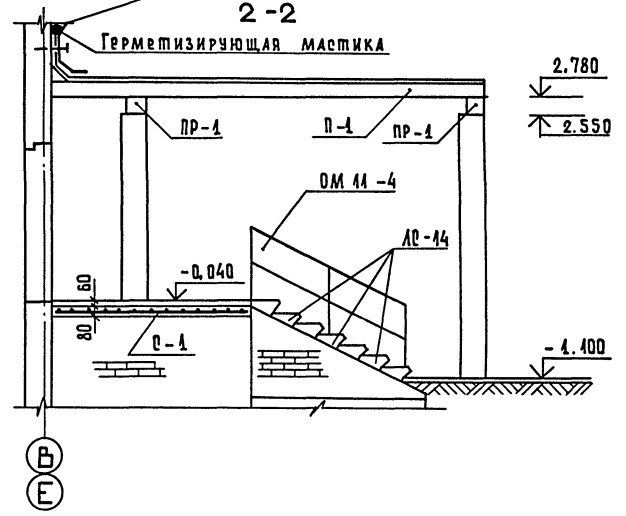 2-2
Герметизирующая мастика
2.780
ПР-1
П-1
ПР-1
2.550
ОМ 11-4
ЛС-14
-0,040
60
80
С-1
-1.100
В
Е